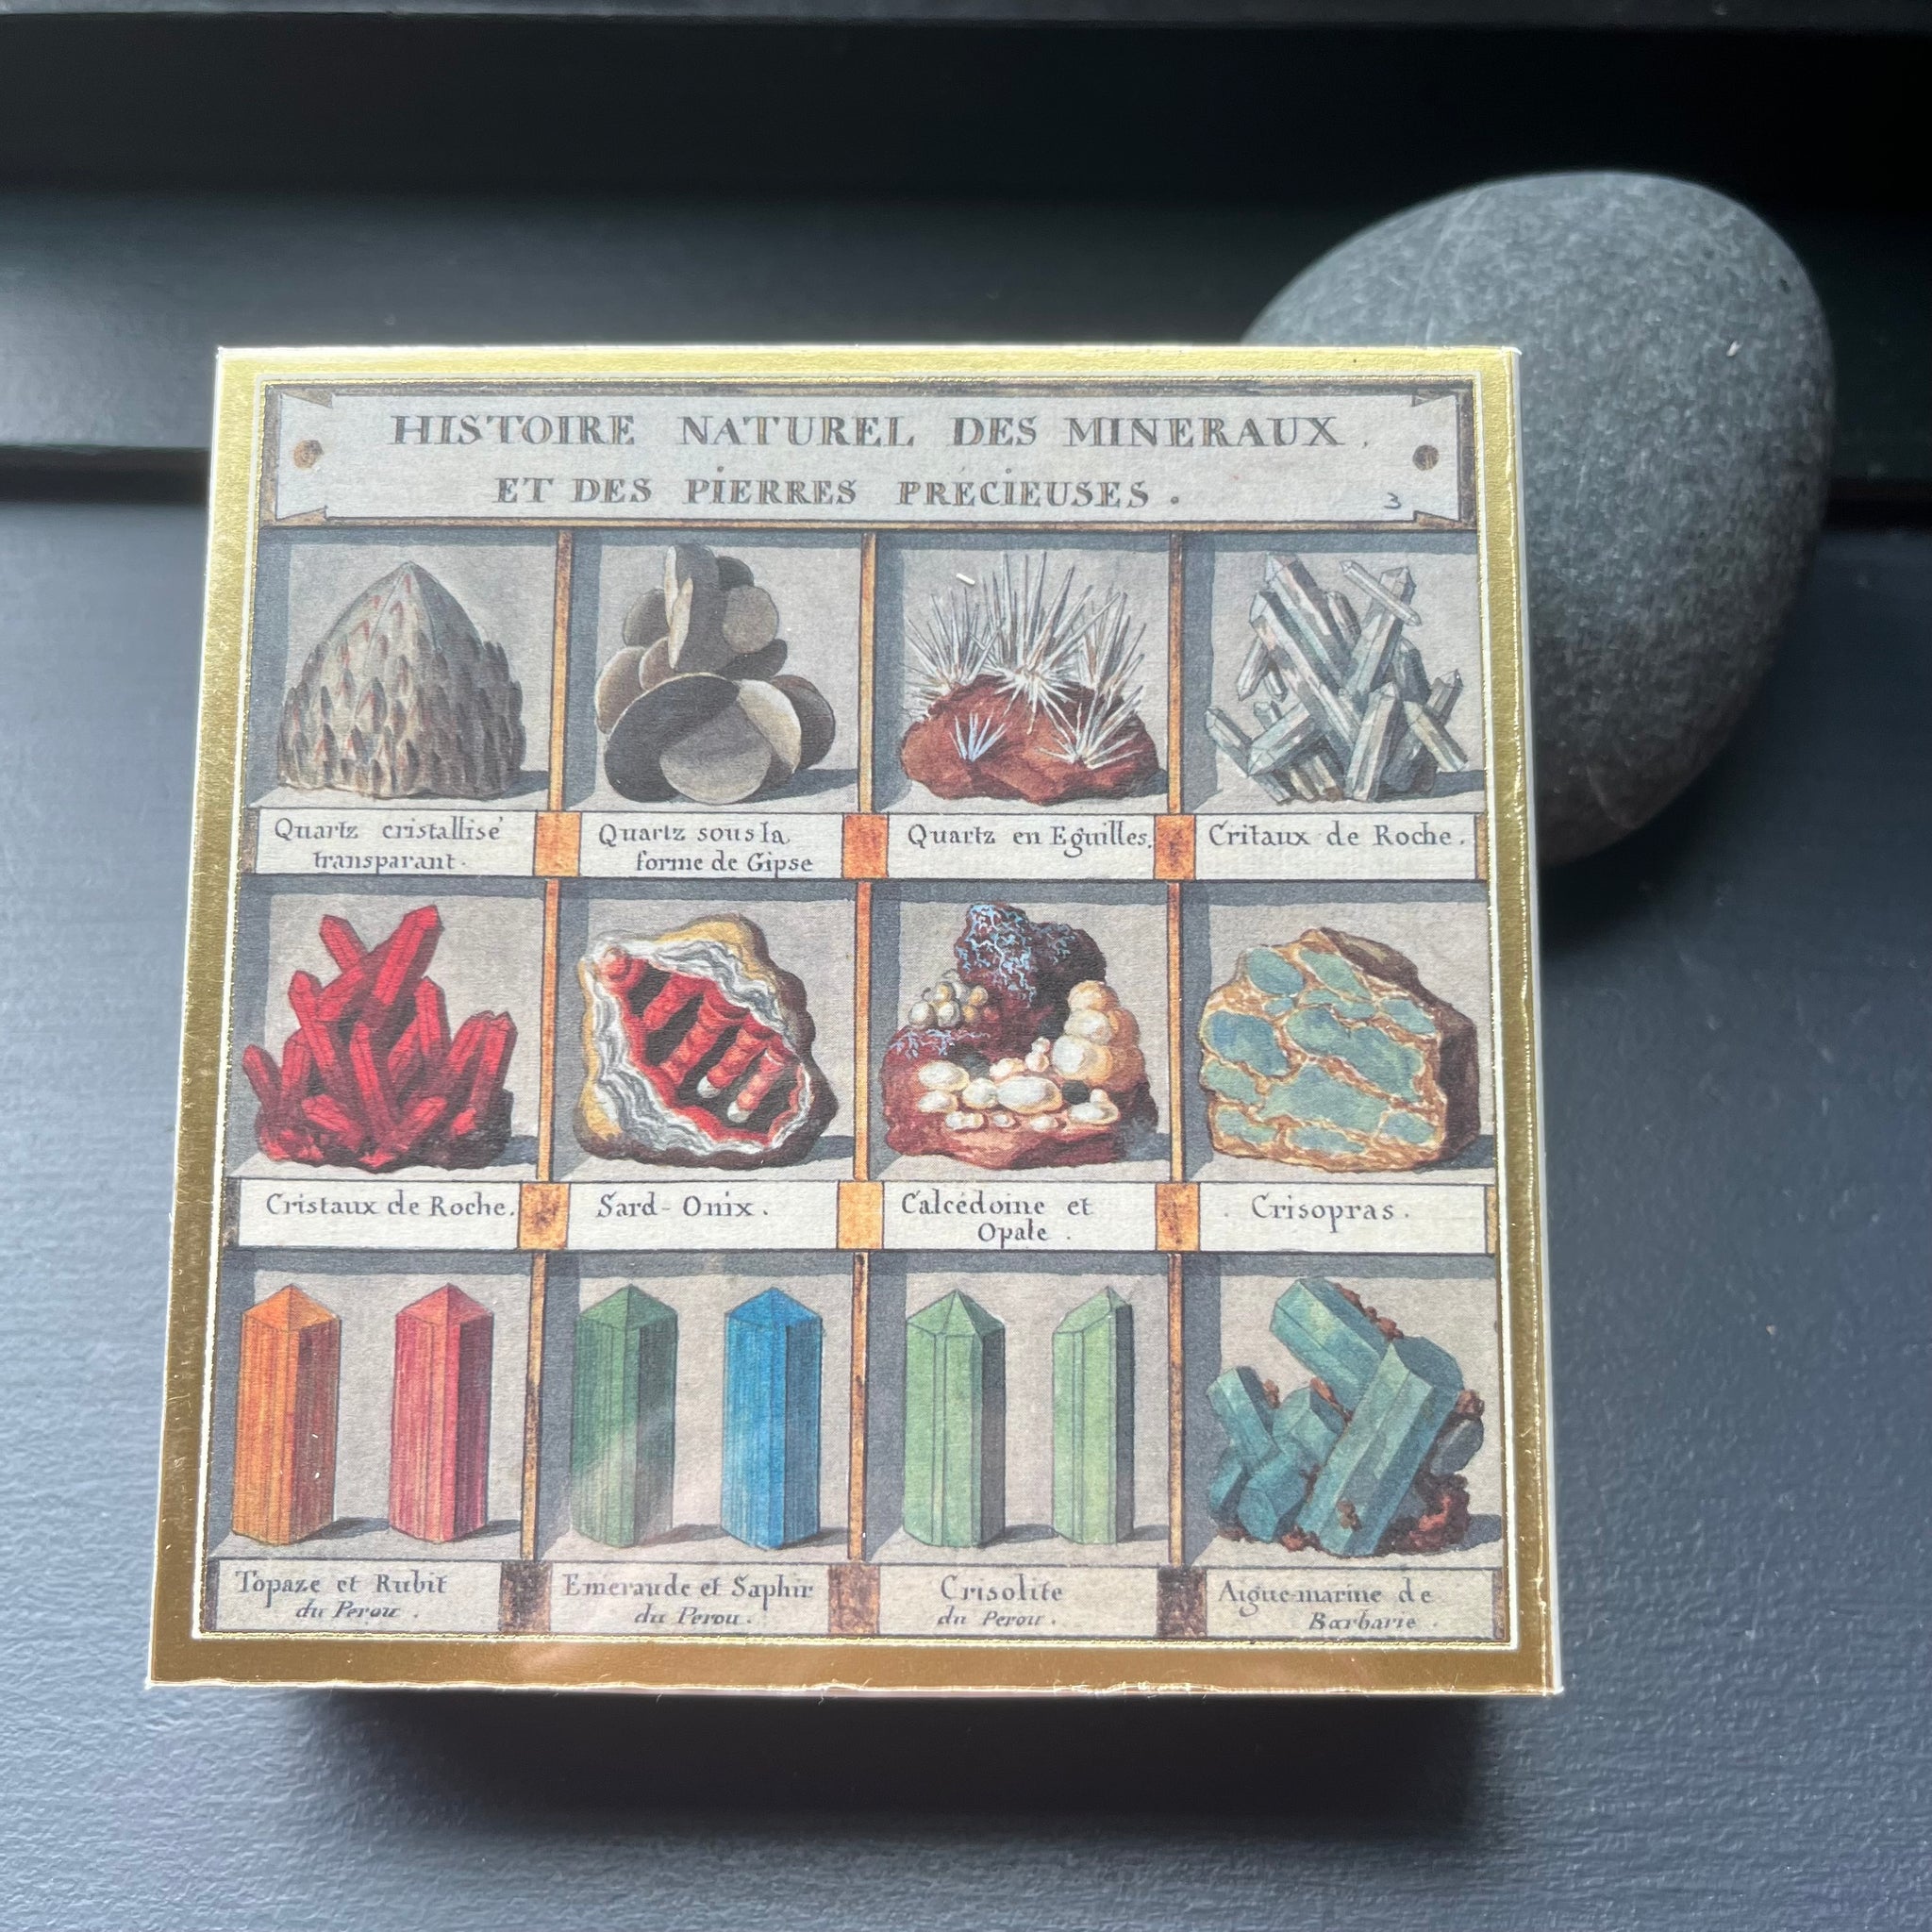 HISTOIRE NATUREL DES MINERAUX.
ET DES PIERRES PRÉCIEUSES.
3
Quartz cristallisé
transparant.
Quartz sous la
forme de Gipse
Quartz en Eguilles.
Critaux de Roche.
Cristaux de Roche.
Sard-Onix.
Calcédoine et
Opale.
Crisopras.
Topaze et Rubit
du Perou.
Emeraude et Saphir
du Perou.
Crisolite
du Perou.
Aigue-marine de
Barbarie.